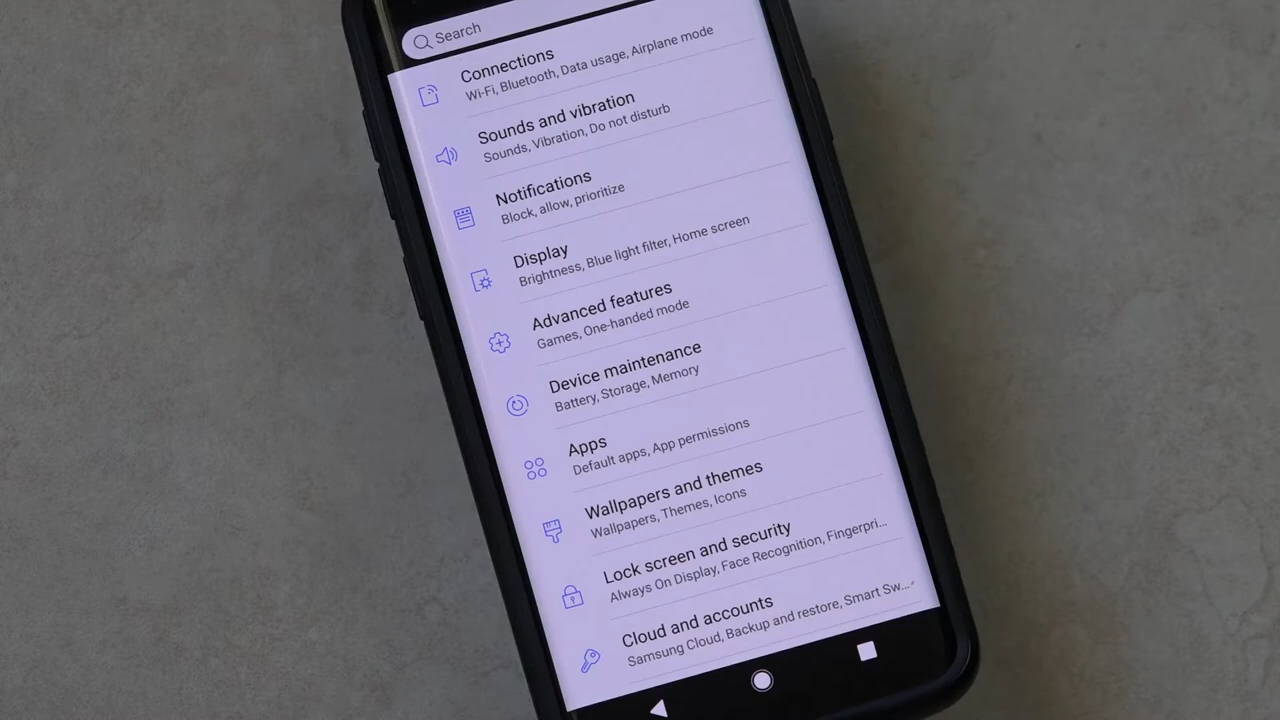 Search
Connections
Wi-Fi, Bluetooth, Data usage, Airplane mode
Sounds and vibration
Sounds, Vibration, Do not disturb
Notifications
Block, allow, prioritize
Display
Brightness, Blue light filter, Home screen
Advanced features
Games, One-handed mode
Device maintenance
Battery, Storage, Memory
Apps
Default apps, App permissions
Wallpapers and themes
Wallpapers, Themes, Icons
Lock screen and security
Always On Display, Face Recognition, Fingerpri...
Cloud and accounts
Samsung Cloud, Backup and restore, Smart Sw...